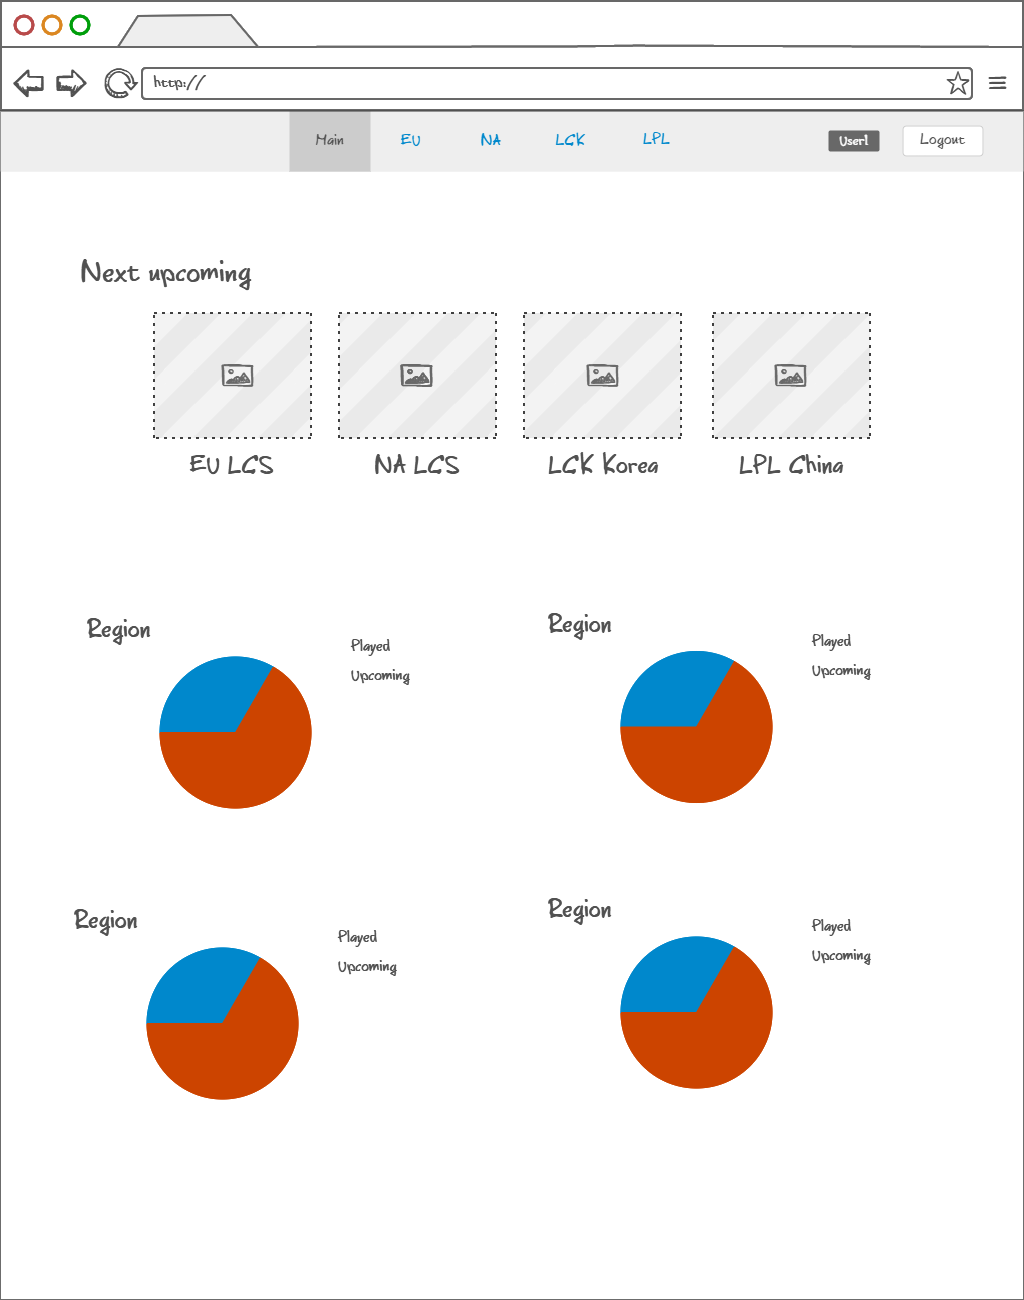 http://
Main EU NA LCK LPL User1 Logout
Next upcoming
EU LCS NA LCS LCK Korea LPL China
Region
Played
Upcoming
Region
Played
Upcoming
Region
Played
Upcoming
Region
Played
Upcoming